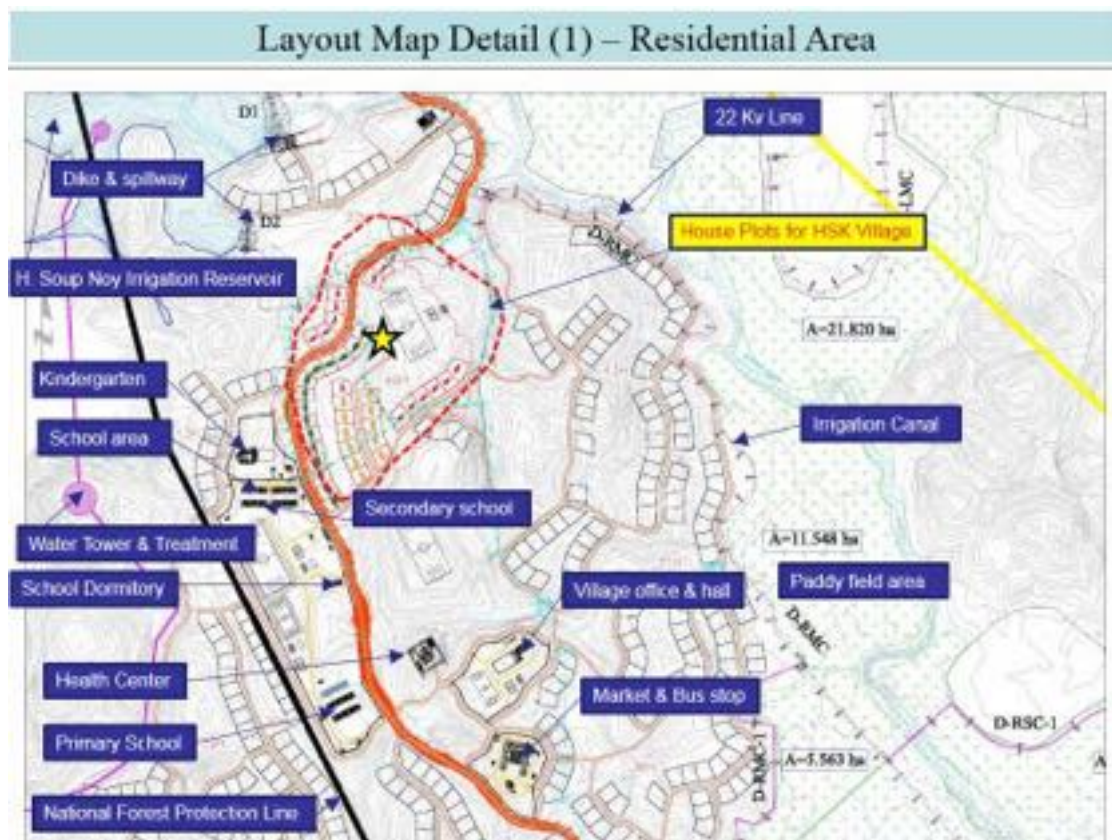 Layout Map Detail (1) – Residential Area
D1
22 Kv Line
-LMC
Dike & spillway
D2
D-RMC
House Plots for HSK Village
H. Soup Noy Irrigation Reservoir
A=21.820 ha
Kindergarten
School area
Irrigation Canal
Secondary school
Water Tower & Treatment
A=11.548 ha
School Dormitory
Village office & hall
Paddy field area
D-RMC
Health Center
Market & Bus stop
Primary School
D-RSC-1
D-RMC-1
A=5.563 ha
A
National Forest Protection Line